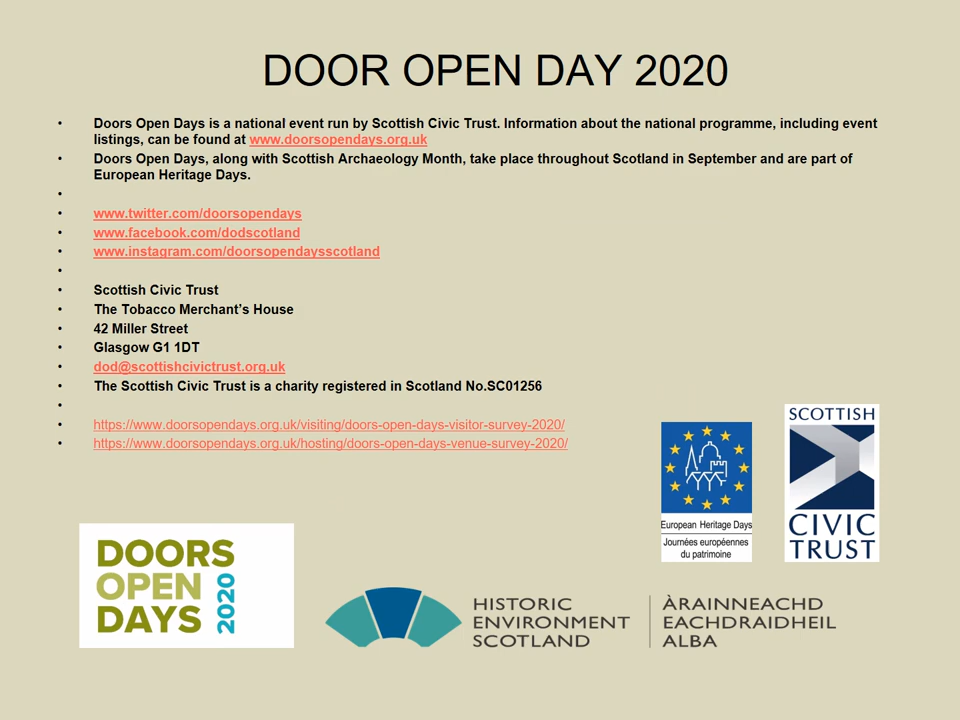 DOOR OPEN DAY 2020
• Doors Open Days is a national event run by Scottish Civic Trust. Information about the national programme, including event
listings, can be found at www.doorsopendays.org.uk
• Doors Open Days, along with Scottish Archaeology Month, take place throughout Scotland in September and are part of
European Heritage Days.
•
• www.twitter.com/doorsopendays
• www.facebook.com/dodscotland
• www.instagram.com/doorsopendaysscotland
•
• Scottish Civic Trust
• The Tobacco Merchant’s House
• 42 Miller Street
• Glasgow G1 1DT
• dod@scottishcivictrust.org.uk
• The Scottish Civic Trust is a charity registered in Scotland No.SC01256
•
• https://www.doorsopendays.org.uk/visiting/doors-open-days-visitor-survey-2020/
• https://www.doorsopendays.org.uk/hosting/doors-open-days-venue-survey-2020/
European Heritage Days
Journées européennes
du patrimoine
SCOTTISH
CIVIC
TRUST
DOORS
OPEN
DAYS
2020
HISTORIC
ENVIRONMENT
SCOTLAND
ÀRAINNEACHD
EACHDRAIDHEIL
ALBA